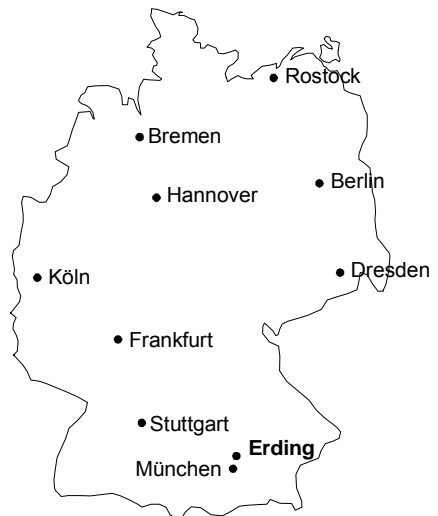 Rostock
Bremen
Berlin
Hannover
Dresden
Köln
Frankfurt
Stuttgart
Erding
München